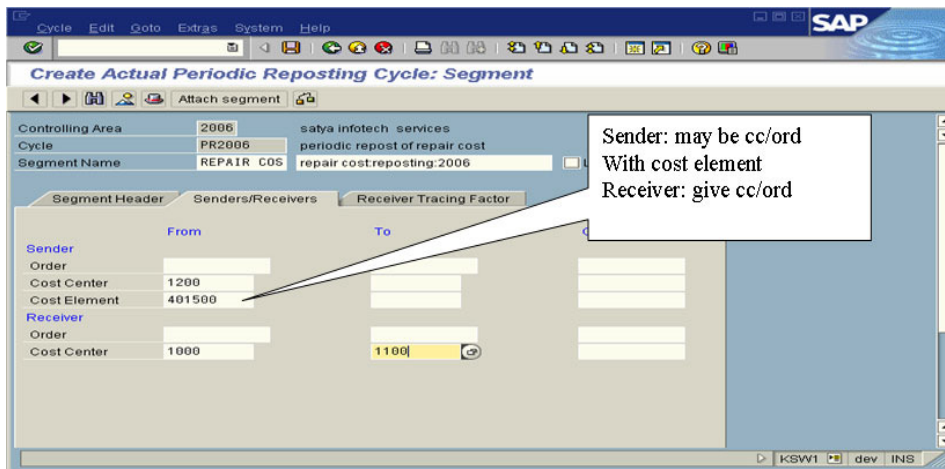 Cycle Edit Goto Extras System Help
SAP
Create Actual Periodic Reposting Cycle: Segment
Attach segment
Controlling Area 2006 satya infotech services
Cycle PR2006 periodic repost of repair cost
Segment Name REPAIR COS repair cost:reposting:2006
Sender: may be cc/ord
With cost element
Receiver: give cc/ord
Segment Header Senders/Receivers Receiver Tracing Factor
From To
Sender
Order
Cost Center 1200
Cost Element 401500
Receiver
Order
Cost Center 1000 1100
KSW1 dev INS